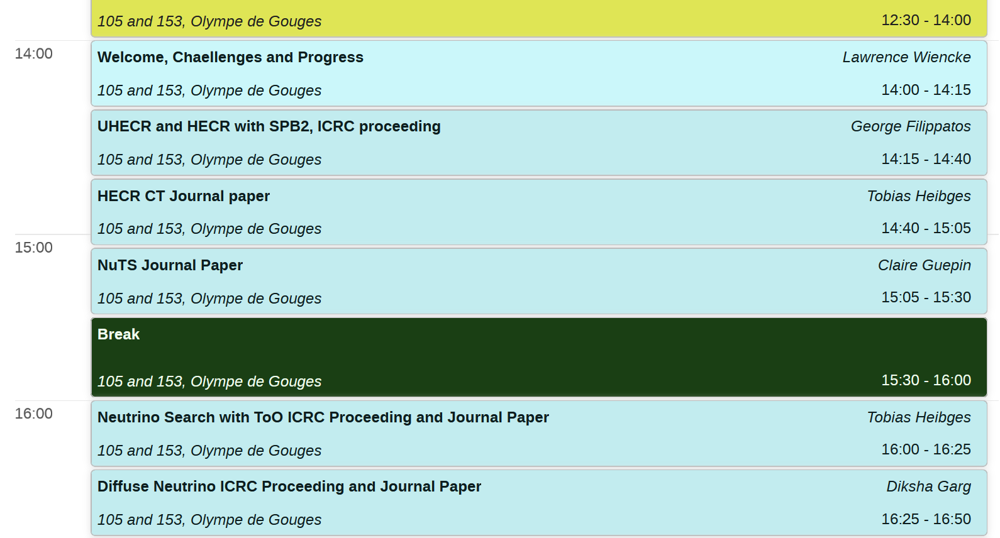 105 and 153, Olympe de Gouges 12:30 - 14:00
14:00
Welcome, Chaellenges and Progress Lawrence Wiencke
105 and 153, Olympe de Gouges 14:00 - 14:15
UHECR and HECR with SPB2, ICRC proceeding George Filippatos
105 and 153, Olympe de Gouges 14:15 - 14:40
HECR CT Journal paper Tobias Heibges
105 and 153, Olympe de Gouges 14:40 - 15:05
15:00
NuTS Journal Paper Claire Guepin
105 and 153, Olympe de Gouges 15:05 - 15:30
Break
105 and 153, Olympe de Gouges 15:30 - 16:00
16:00
Neutrino Search with ToO ICRC Proceeding and Journal Paper Tobias Heibges
105 and 153, Olympe de Gouges 16:00 - 16:25
Diffuse Neutrino ICRC Proceeding and Journal Paper Diksha Garg
105 and 153, Olympe de Gouges 16:25 - 16:50